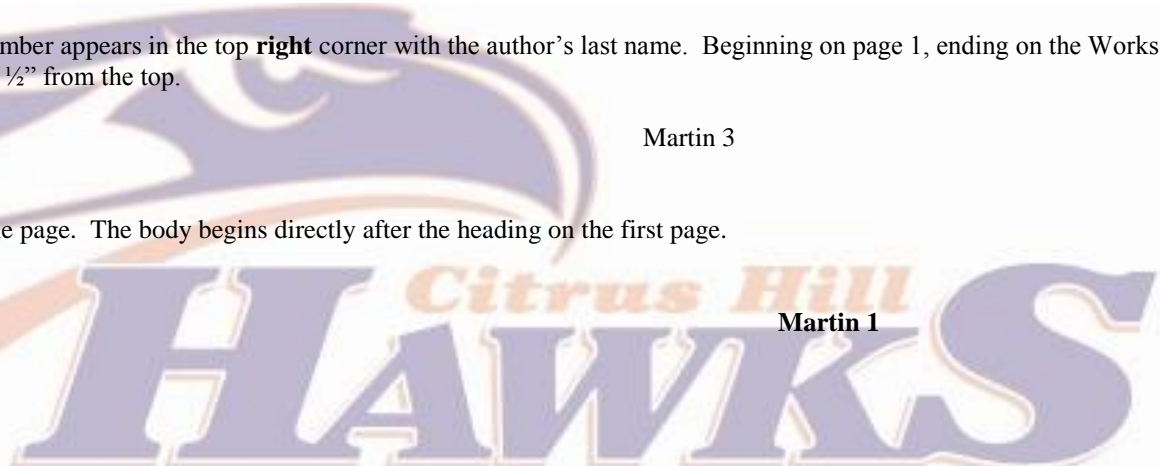 mber appears in the top right corner with the author’s last name.  Beginning on page 1, ending on the Works
½” from the top.
Martin 3
e page.  The body begins directly after the heading on the first page.
Citrus Hill
Martin 1
HAWKS